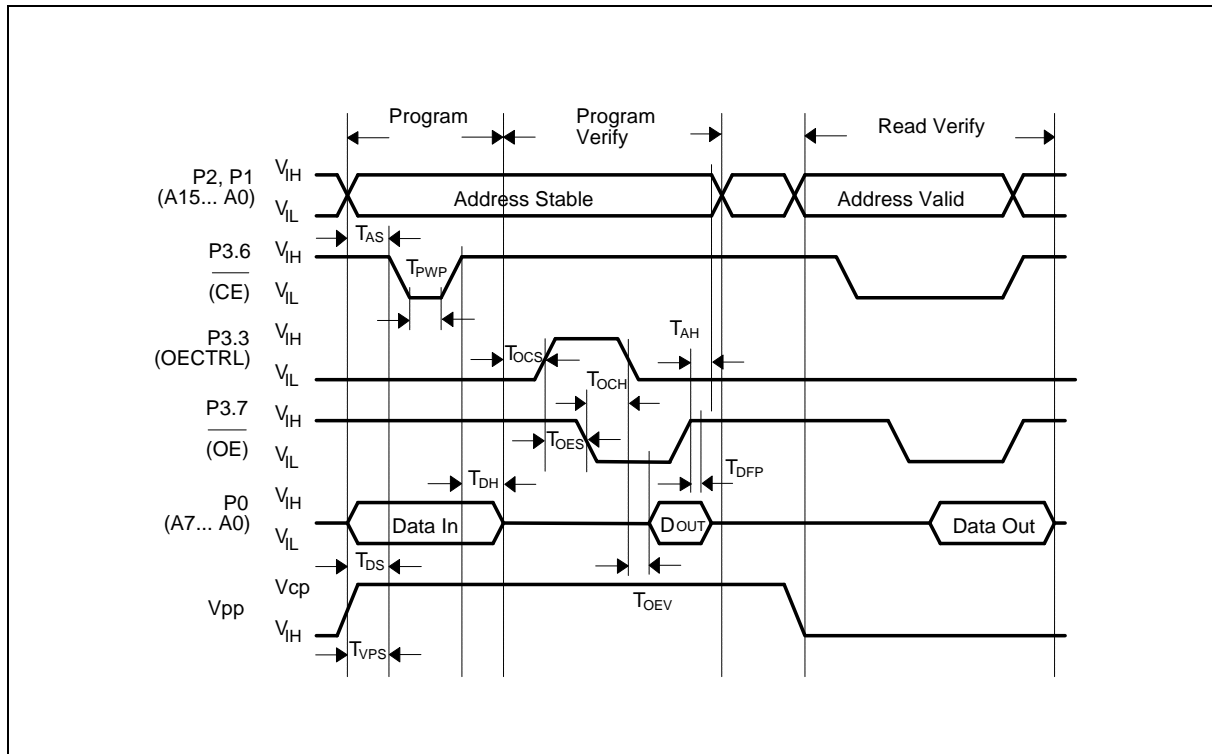 Program
Program
Verify
Read Verify
P2, P1
(A15... A0)
VIH
VIL
Address Stable
Address Valid
TAS
P3.6
(CE)
VIH
VIL
TPWP
P3.3
(OECTRL)
VIH
VIL
TOCS
TOCH
TAH
P3.7
(OE)
VIH
VIL
TOES
TDFP
TDH
P0
(A7... A0)
VIH
VIL
Data In
DOUT
Data Out
TDS
TOEV
Vpp
Vcp
VIH
TVPS